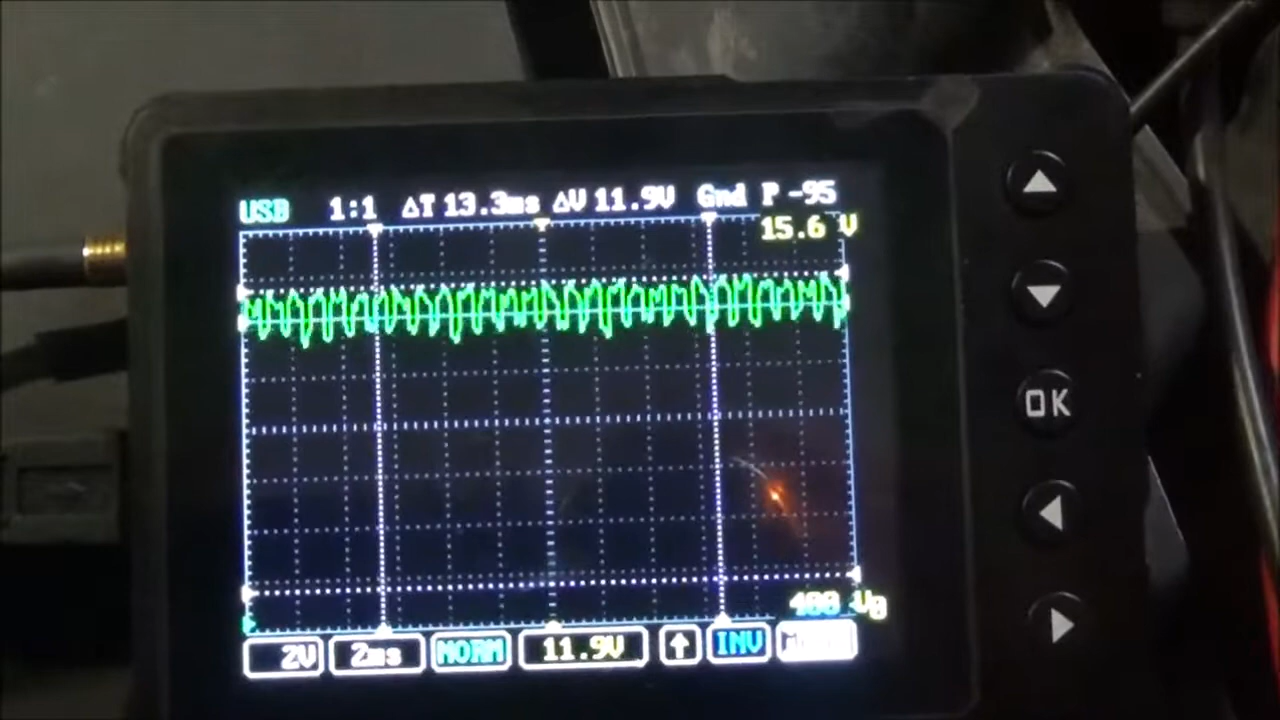 USB 1:1 ΔT 13.3ms ΔV 11.9V Gnd P -95
15.6 V
OK
2V 2ms NORM 11.9V ↑ INV